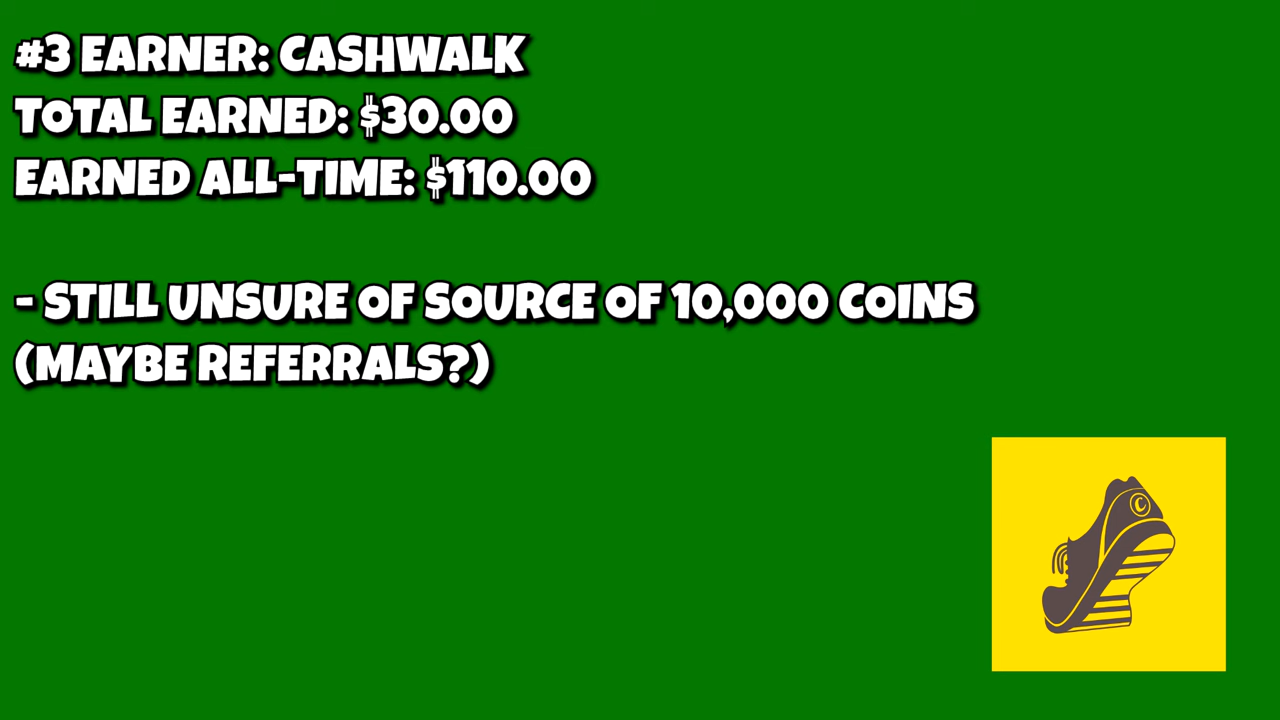 #3 EARNER: CASHWALK
TOTAL EARNED: $30.00
EARNED ALL-TIME: $110.00
- STILL UNSURE OF SOURCE OF 10,000 COINS
(MAYBE REFERRALS?)
C